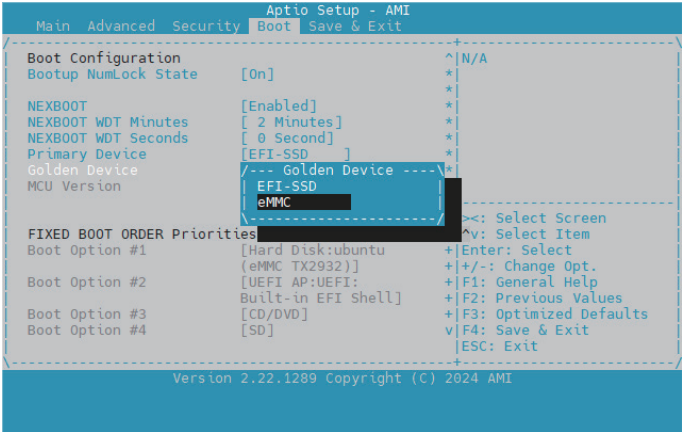 Aptio Setup - AMI
Main Advanced Security Boot Save & Exit
Boot Configuration ^|N/A
Bootup NumLock State [On] *|
*|
NEXBOOT [Enabled] *|
NEXBOOT WDT Minutes [ 2 Minutes] *|
NEXBOOT WDT Seconds [ 0 Second] *|
Primary Device [EFI-SSD ] *|
Golden Device /--- Golden Device ----\*|
MCU Version | EFI-SSD |
| eMMC |
\----------------------/ ><: Select Screen
FIXED BOOT ORDER Priorities ^v: Select Item
Boot Option #1 [Hard Disk:ubuntu +|Enter: Select
(eMMC TX2932)] +|+/-: Change Opt.
Boot Option #2 [UEFI AP:UEFI: +|F1: General Help
Built-in EFI Shell] +|F2: Previous Values
Boot Option #3 [CD/DVD] +|F3: Optimized Defaults
Boot Option #4 [SD] v|F4: Save & Exit
|ESC: Exit
Version 2.22.1289 Copyright (C) 2024 AMI